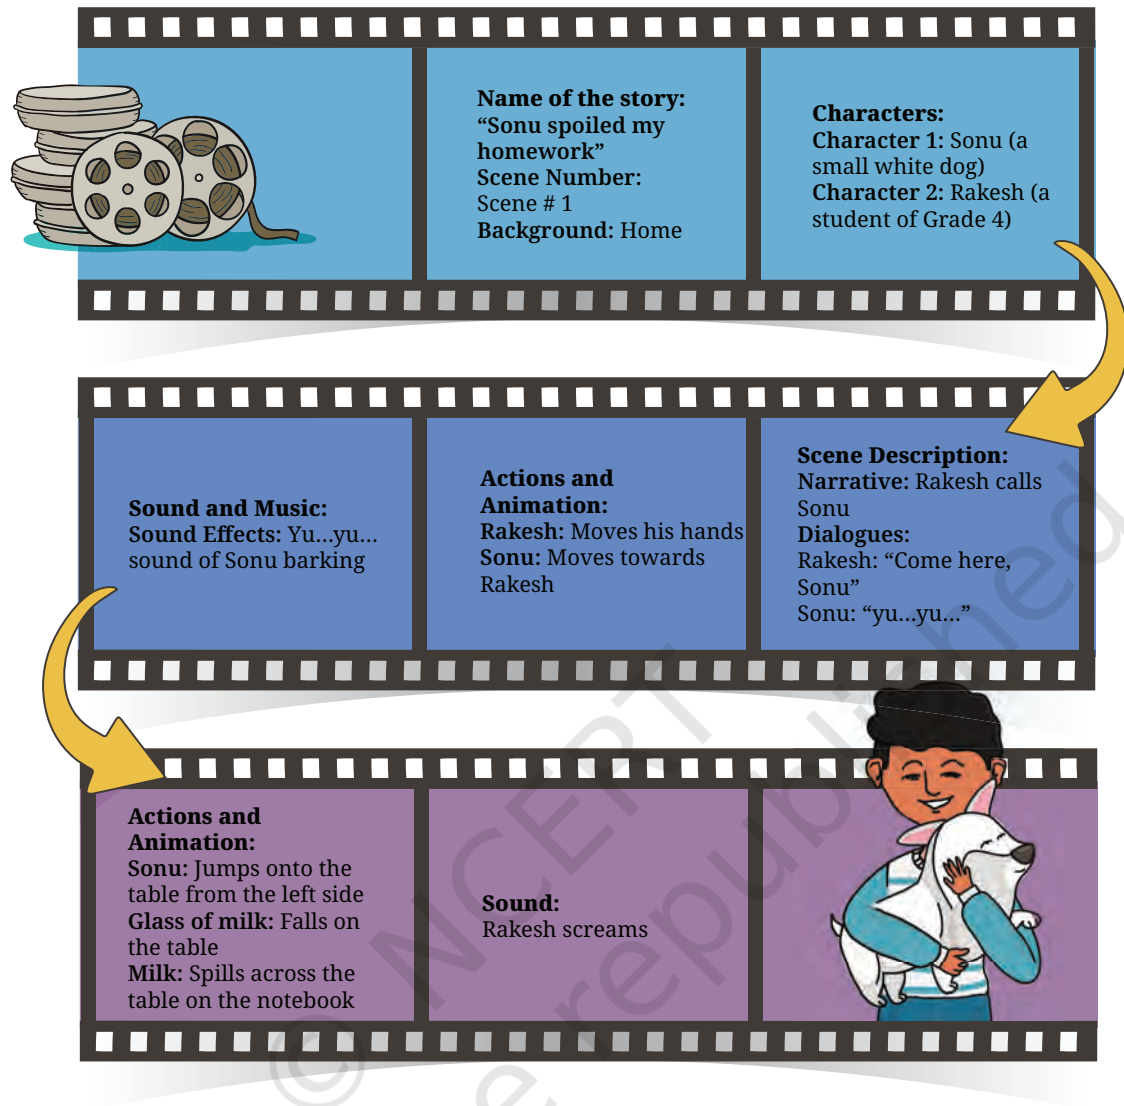 Name of the story:
“Sonu spoiled my
homework”
Scene Number:
Scene # 1
Background: Home
Characters:
Character 1: Sonu (a
small white dog)
Character 2: Rakesh (a
student of Grade 4)
Scene Description:
Narrative: Rakesh calls
Sonu
Dialogues:
Rakesh: “Come here,
Sonu”
Sonu: “yu...yu...”
Actions and
Animation:
Rakesh: Moves his hands
Sonu: Moves towards
Rakesh
Sound and Music:
Sound Effects: Yu...yu...
sound of Sonu barking
Actions and
Animation:
Sonu: Jumps onto the
table from the left side
Glass of milk: Falls on
the table
Milk: Spills across the
table on the notebook
Sound:
Rakesh screams
© NCERT
republished